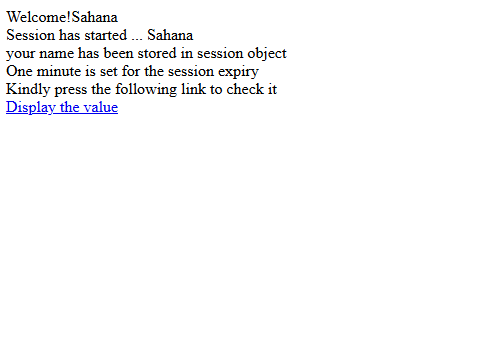 Welcome!Sahana
Session has started ... Sahana
your name has been stored in session object
One minute is set for the session expiry
Kindly press the following link to check it
Display the value